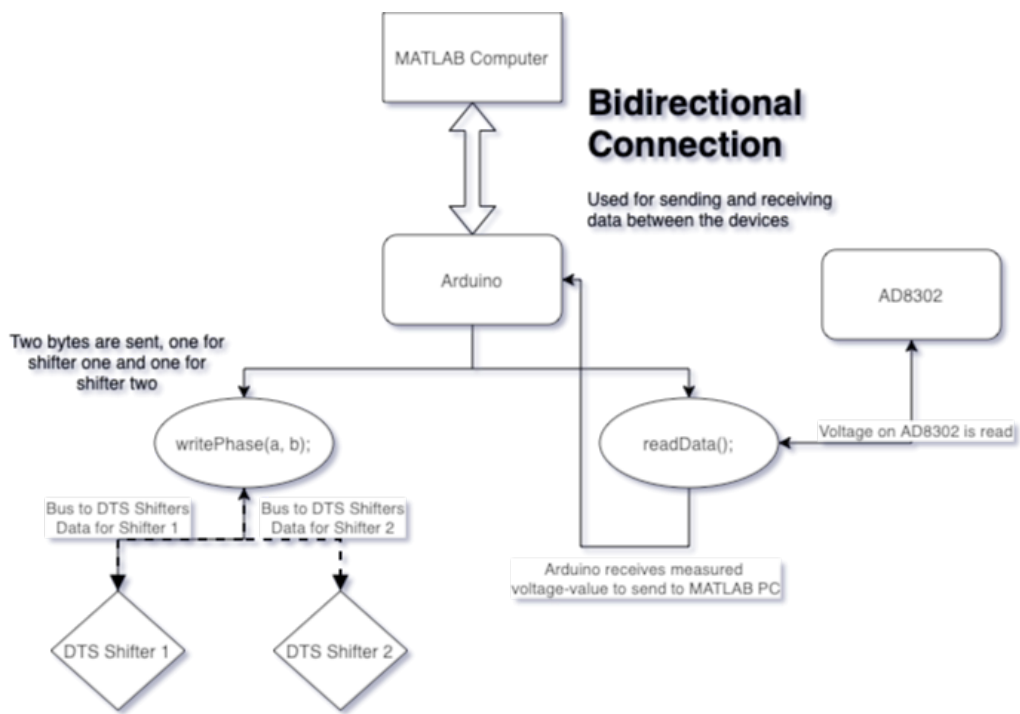 MATLAB Computer
Bidirectional
Connection
Used for sending and receiving
data between the devices
Arduino
AD8302
Two bytes are sent, one for
shifter one and one for
shifter two
writePhase(a, b);
readData();
Voltage on AD8302 is read
Bus to DTS Shifters
Data for Shifter 1
Bus to DTS Shifters
Data for Shifter 2
Arduino receives measured
voltage-value to send to MATLAB PC
DTS Shifter 1
DTS Shifter 2